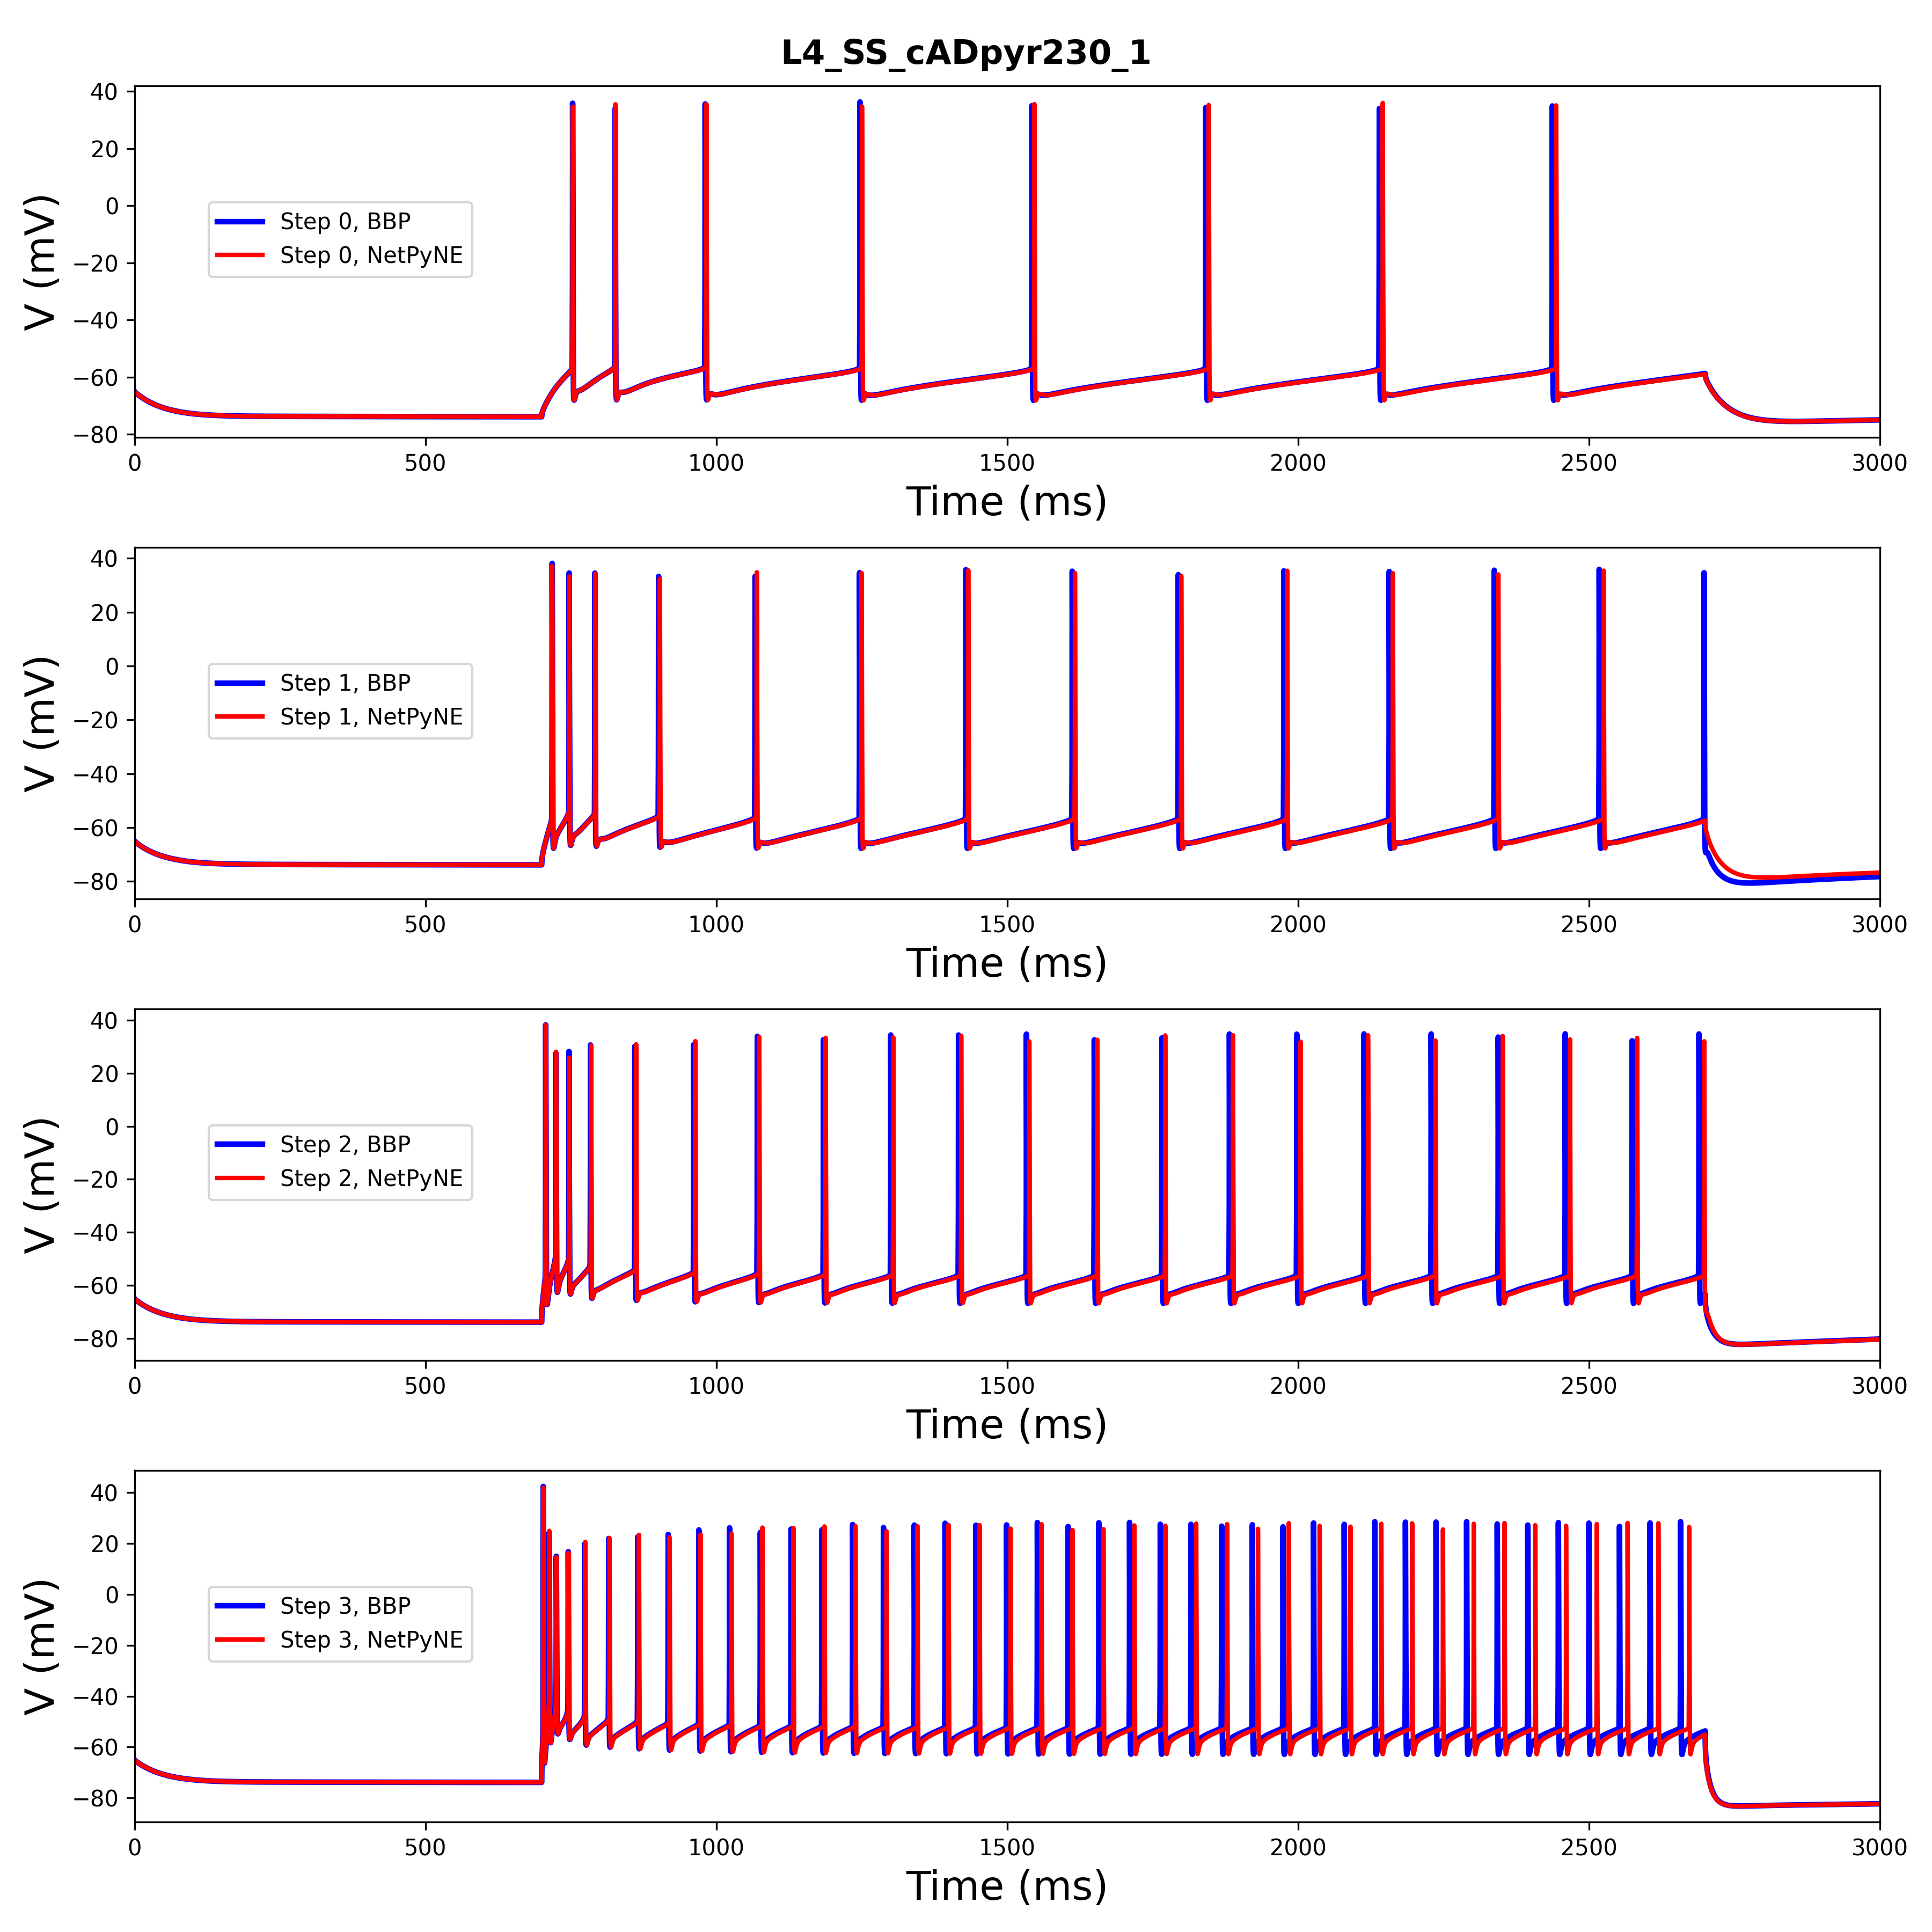 L4_SS_cADpyr230_1
40
20
0
−20
−40
−60
−80
V (mV)
Step 0, BBP
Step 0, NetPyNE
0 500 1000 1500 2000 2500 3000
Time (ms)
40
20
0
−20
−40
−60
−80
V (mV)
Step 1, BBP
Step 1, NetPyNE
0 500 1000 1500 2000 2500 3000
Time (ms)
40
20
0
−20
−40
−60
−80
V (mV)
Step 2, BBP
Step 2, NetPyNE
0 500 1000 1500 2000 2500 3000
Time (ms)
40
20
0
−20
−40
−60
−80
V (mV)
Step 3, BBP
Step 3, NetPyNE
0 500 1000 1500 2000 2500 3000
Time (ms)